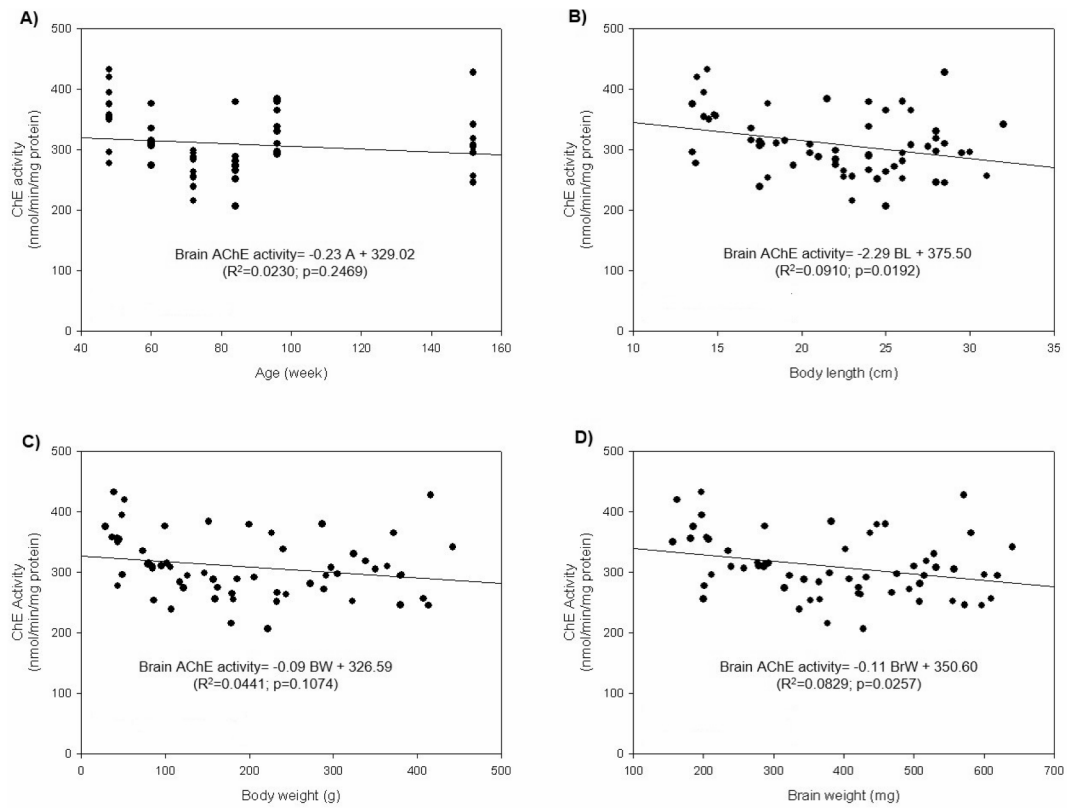 A)
500
400
300
200
100
0
ChE activity
(nmol/min/mg protein)
Brain AChE activity= -0.23 A + 329.02
(R²=0.0230; p=0.2469)
40 60 80 100 120 140 160
Age (week)
B)
500
400
300
200
100
0
ChE activity
(nmol/min/mg protein)
Brain AChE activity= -2.29 BL + 375.50
(R²=0.0910; p=0.0192)
10 15 20 25 30 35
Body length (cm)
C)
500
400
300
200
100
0
ChE Activity
(nmol/min/mg protein)
Brain AChE activity= -0.09 BW + 326.59
(R²=0.0441; p=0.1074)
0 100 200 300 400 500
Body weight (g)
D)
500
400
300
200
100
0
ChE Activity
(nmol/min/mg protein)
Brain AChE activity= -0.11 BrW + 350.60
(R²=0.0829; p=0.0257)
100 200 300 400 500 600 700
Brain weight (mg)